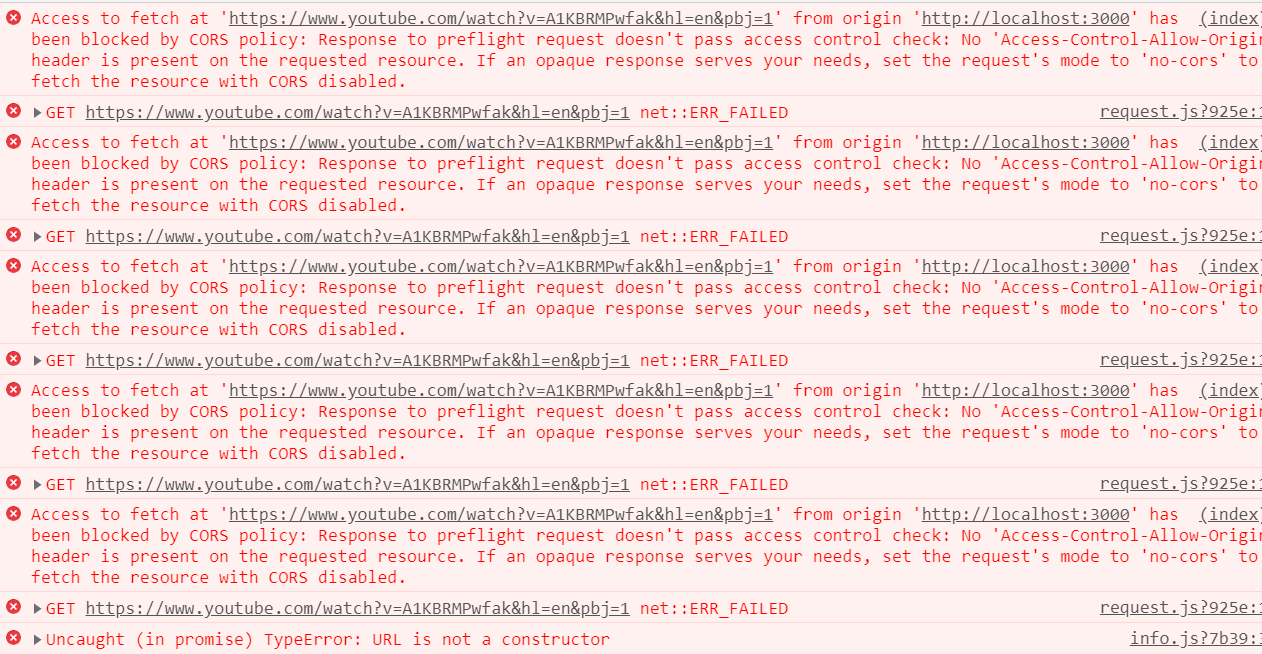 Access to fetch at 'https://www.youtube.com/watch?v=A1KBRMPwfak&hl=en&pbj=1' from origin 'http://localhost:3000' has (index)
been blocked by CORS policy: Response to preflight request doesn't pass access control check: No 'Access-Control-Allow-Origin
header is present on the requested resource. If an opaque response serves your needs, set the request's mode to 'no-cors' to
fetch the resource with CORS disabled.
GET https://www.youtube.com/watch?v=A1KBRMPwfak&hl=en&pbj=1 net::ERR_FAILED request.js?925e:1
Access to fetch at 'https://www.youtube.com/watch?v=A1KBRMPwfak&hl=en&pbj=1' from origin 'http://localhost:3000' has (index)
been blocked by CORS policy: Response to preflight request doesn't pass access control check: No 'Access-Control-Allow-Origin
header is present on the requested resource. If an opaque response serves your needs, set the request's mode to 'no-cors' to
fetch the resource with CORS disabled.
GET https://www.youtube.com/watch?v=A1KBRMPwfak&hl=en&pbj=1 net::ERR_FAILED request.js?925e:1
Access to fetch at 'https://www.youtube.com/watch?v=A1KBRMPwfak&hl=en&pbj=1' from origin 'http://localhost:3000' has (index)
been blocked by CORS policy: Response to preflight request doesn't pass access control check: No 'Access-Control-Allow-Origin
header is present on the requested resource. If an opaque response serves your needs, set the request's mode to 'no-cors' to
fetch the resource with CORS disabled.
GET https://www.youtube.com/watch?v=A1KBRMPwfak&hl=en&pbj=1 net::ERR_FAILED request.js?925e:1
Access to fetch at 'https://www.youtube.com/watch?v=A1KBRMPwfak&hl=en&pbj=1' from origin 'http://localhost:3000' has (index)
been blocked by CORS policy: Response to preflight request doesn't pass access control check: No 'Access-Control-Allow-Origin
header is present on the requested resource. If an opaque response serves your needs, set the request's mode to 'no-cors' to
fetch the resource with CORS disabled.
GET https://www.youtube.com/watch?v=A1KBRMPwfak&hl=en&pbj=1 net::ERR_FAILED request.js?925e:1
Access to fetch at 'https://www.youtube.com/watch?v=A1KBRMPwfak&hl=en&pbj=1' from origin 'http://localhost:3000' has (index)
been blocked by CORS policy: Response to preflight request doesn't pass access control check: No 'Access-Control-Allow-Origin
header is present on the requested resource. If an opaque response serves your needs, set the request's mode to 'no-cors' to
fetch the resource with CORS disabled.
GET https://www.youtube.com/watch?v=A1KBRMPwfak&hl=en&pbj=1 net::ERR_FAILED request.js?925e:1
Uncaught (in promise) TypeError: URL is not a constructor info.js?7b39:3